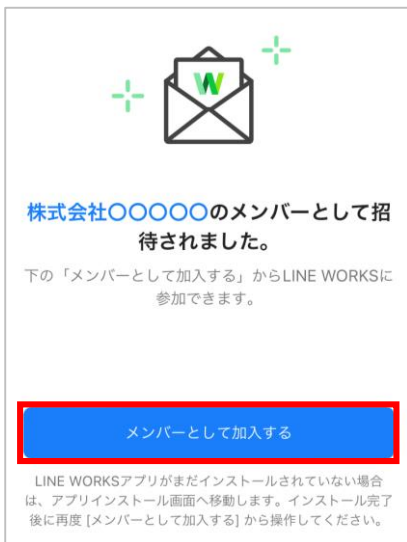 W
株式会社〇〇〇〇〇のメンバーとして招
待されました。
下の「メンバーとして加入する」からLINE WORKSに
参加できます。
メンバーとして加入する
LINE WORKSアプリがまだインストールされていない場合
は、アプリインストール画面へ移動します。インストール完了
後に再度 [メンバーとして加入する] から操作してください。